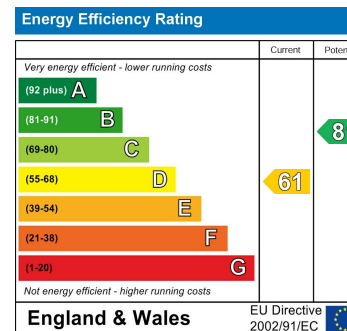 Energy Efficiency Rating
Current
Very energy efficient - lower running costs
(92 plus) A
(81-91) B
(69-80) C
(55-68) D
61
(39-54) E
(21-38) F
(1-20) G
Not energy efficient - higher running costs
England & Wales
EU Directive
2002/91/EC